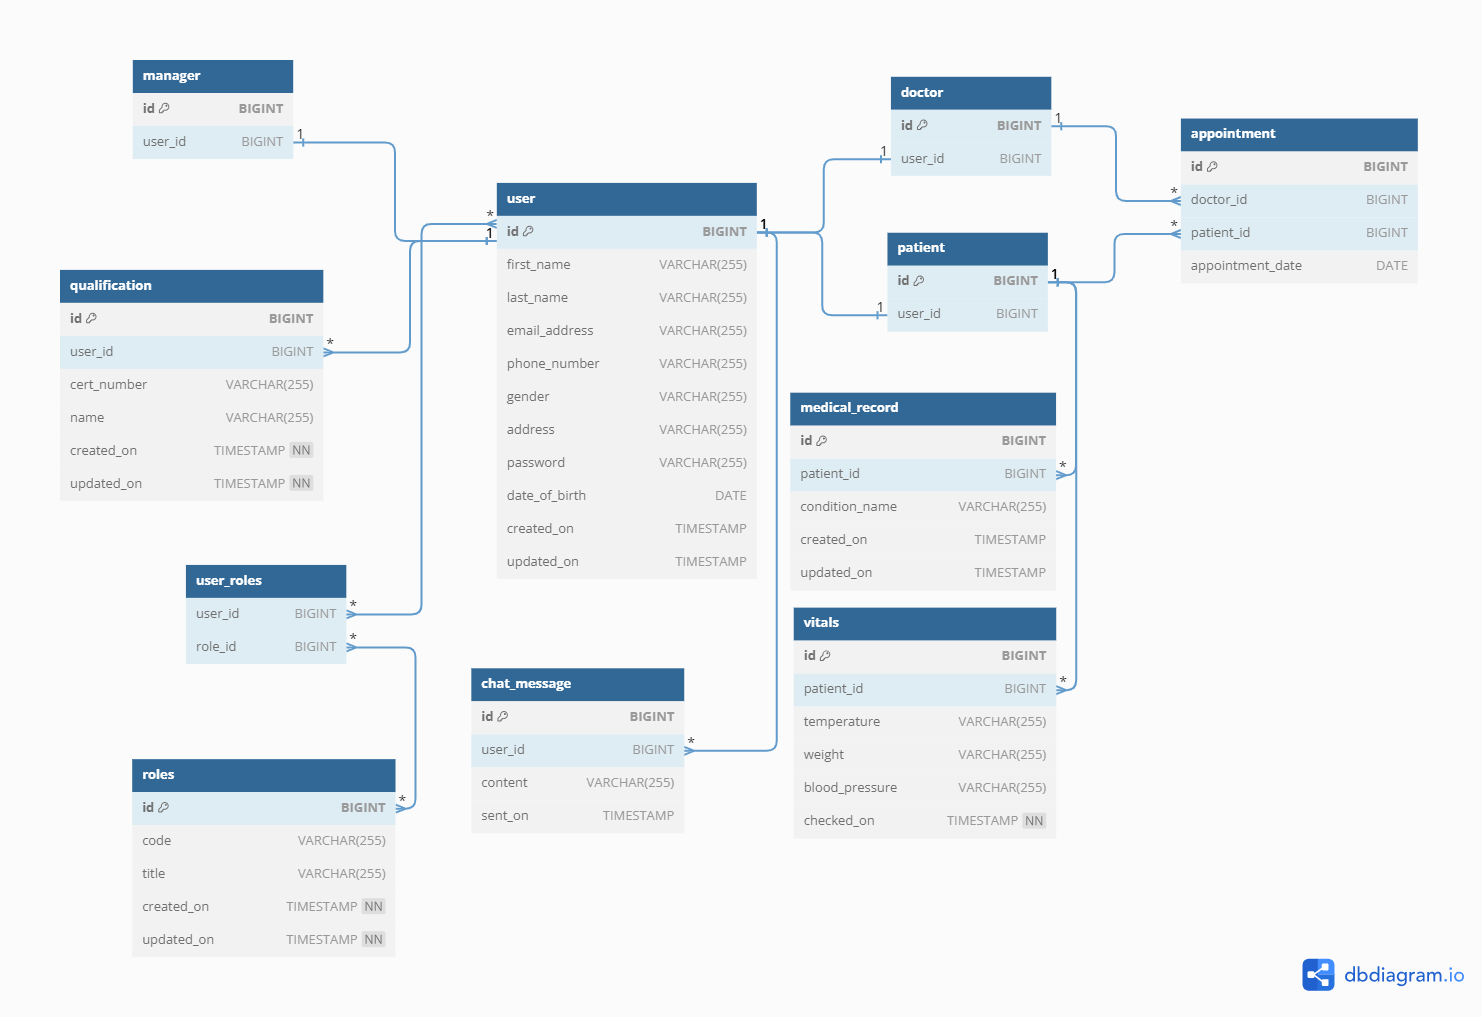 manager
id BIGINT
user_id BIGINT 1
qualification
id BIGINT
user_id BIGINT *
cert_number VARCHAR(255)
name VARCHAR(255)
created_on TIMESTAMP NN
updated_on TIMESTAMP NN
user_roles
user_id BIGINT *
role_id BIGINT *
roles
id BIGINT *
code VARCHAR(255)
title VARCHAR(255)
created_on TIMESTAMP NN
updated_on TIMESTAMP NN
user
* 1 id BIGINT 1
first_name VARCHAR(255)
last_name VARCHAR(255)
email_address VARCHAR(255)
phone_number VARCHAR(255)
gender VARCHAR(255)
address VARCHAR(255)
password VARCHAR(255)
date_of_birth DATE
created_on TIMESTAMP
updated_on TIMESTAMP
chat_message
id BIGINT
user_id BIGINT *
content VARCHAR(255)
sent_on TIMESTAMP
doctor
id BIGINT 1
1 user_id BIGINT
patient
id BIGINT 1
1 user_id BIGINT
medical_record
id BIGINT
patient_id BIGINT *
condition_name VARCHAR(255)
created_on TIMESTAMP
updated_on TIMESTAMP
vitals
id BIGINT
patient_id BIGINT *
temperature VARCHAR(255)
weight VARCHAR(255)
blood_pressure VARCHAR(255)
checked_on TIMESTAMP NN
appointment
id BIGINT
* doctor_id BIGINT
* patient_id BIGINT
appointment_date DATE
dbdiagram.io